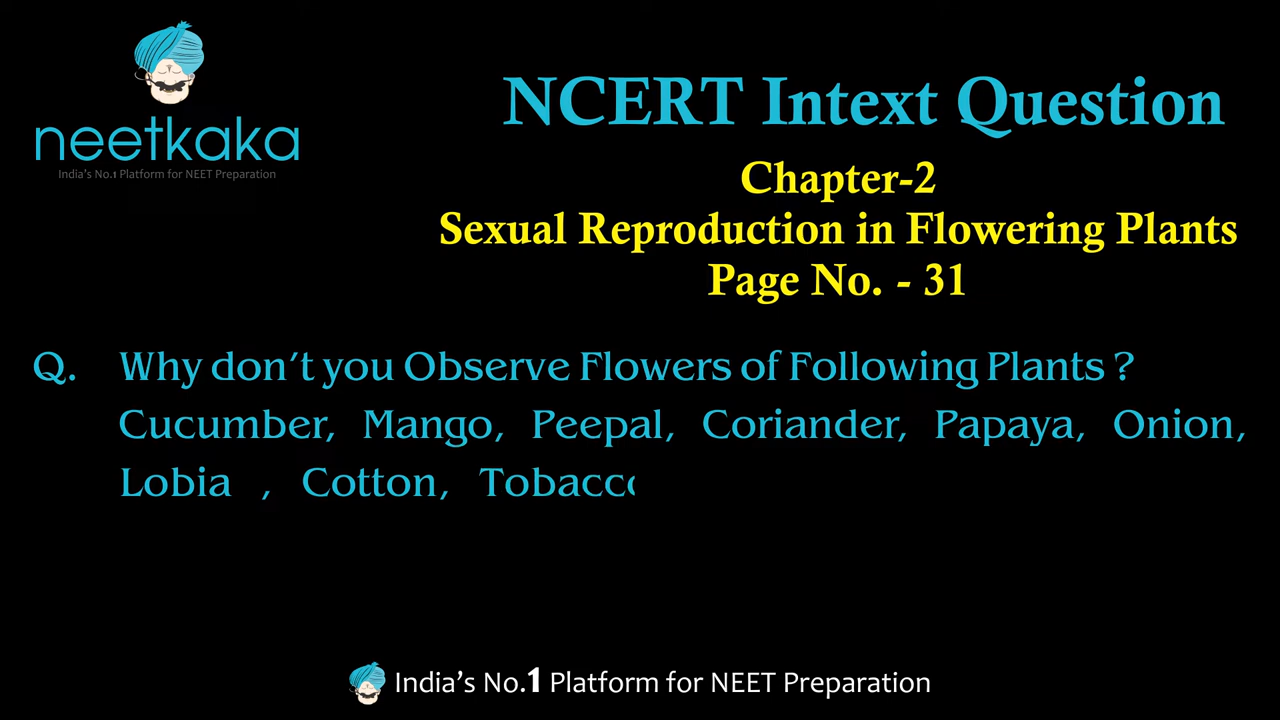 neetkaka
India's No.1 Platform for NEET Preparation
NCERT Intext Question
Chapter-2
Sexual Reproduction in Flowering Plants
Page No. - 31
Q. Why don't you Observe Flowers of Following Plants ?
Cucumber, Mango, Peepal, Coriander, Papaya, Onion,
Lobia , Cotton, Tobacc
India's No.1 Platform for NEET Preparation